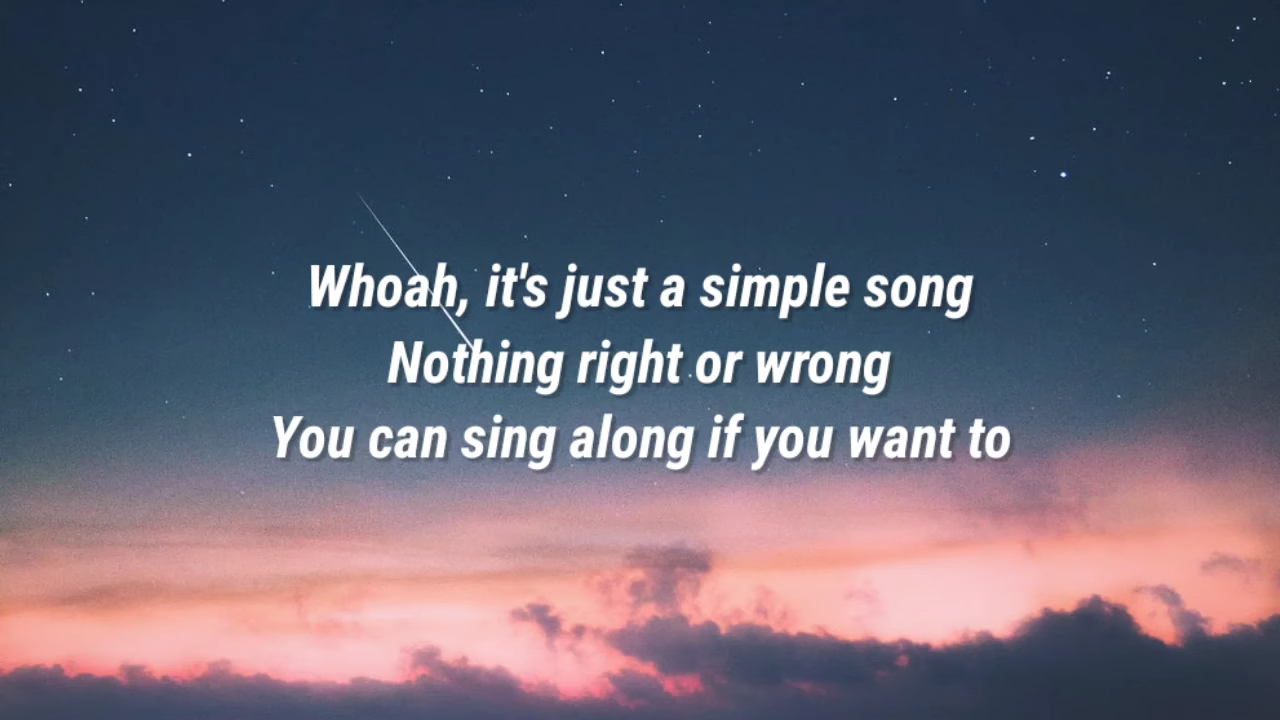 Whoah, it's just a simple song
Nothing right or wrong
You can sing along if you want to